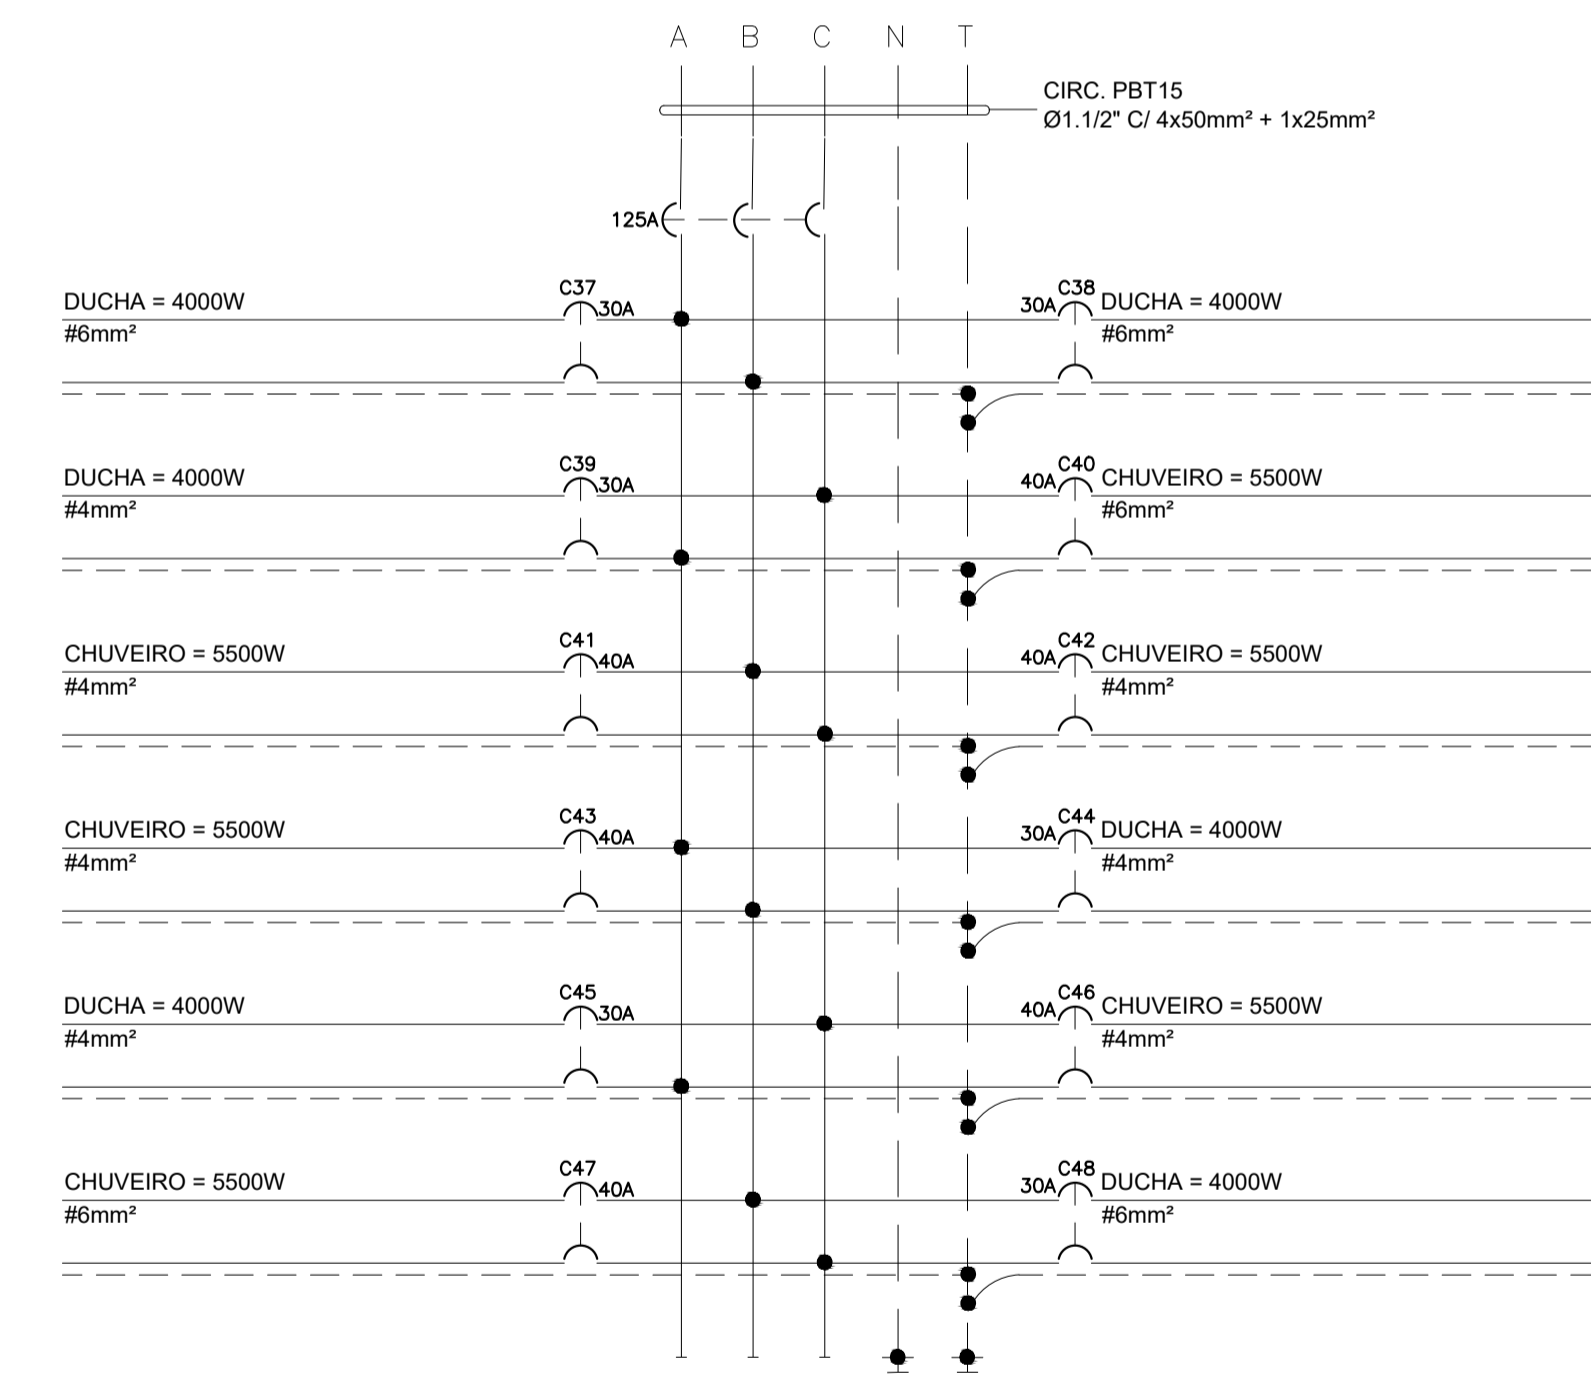 A B C N T
CIRC. PBT15
Ø1.1/2" C/ 4x50mm² + 1x25mm²
125A
C37
DUCHA = 4000W 30A
#6mm²
C38
30A DUCHA = 4000W
#6mm²
C39
DUCHA = 4000W 30A
#4mm²
C40
40A CHUVEIRO = 5500W
#6mm²
C41
CHUVEIRO = 5500W 40A
#4mm²
C42
40A CHUVEIRO = 5500W
#4mm²
C43
CHUVEIRO = 5500W 40A
#4mm²
C44
30A DUCHA = 4000W
#4mm²
C45
DUCHA = 4000W 30A
#4mm²
C46
40A CHUVEIRO = 5500W
#4mm²
C47
CHUVEIRO = 5500W 40A
#6mm²
C48
30A DUCHA = 4000W
#6mm²